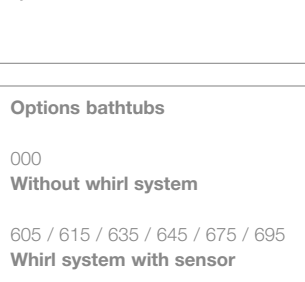 Options bathtubs
000
Without whirl system
605 / 615 / 635 / 645 / 675 / 695
Whirl system with sensor